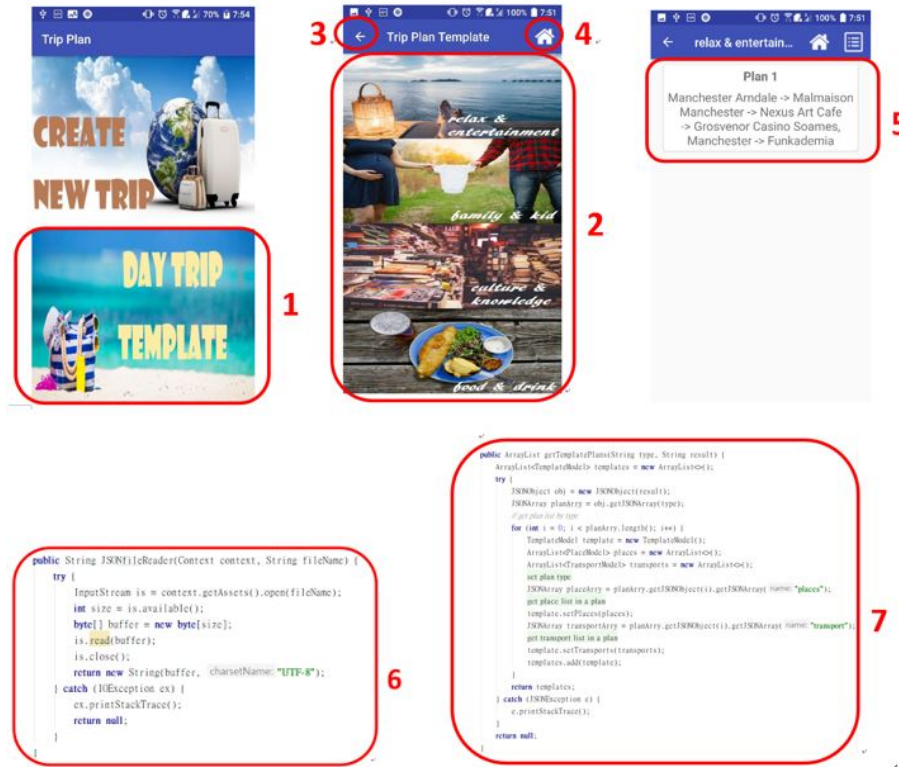 70% 7:54
Trip Plan
CREATE
NEW TRIP
DAY TRIP
TEMPLATE
1
3
100% 7:51
Trip Plan Template
4
relax &
entertainment
family & kid
culture &
knowledge
food & drink
2
100% 7:51
relax & entertain...
Plan 1
Manchester Arndale -> Malmaison
Manchester -> Nexus Art Cafe
-> Grosvenor Casino Soames,
Manchester -> Funkademia
5
public String JSONfileReader(Context context, String fileName) {
try {
InputStream is = context.getAssets().open(fileName);
int size = is.available();
byte[] buffer = new byte[size];
is.read(buffer);
is.close();
return new String(buffer, charsetName: "UTF-8");
} catch (IOException ex) {
ex.printStackTrace();
return null;
}
}
6
public ArrayList getTemplatePlans(String type, String result) {
ArrayList<TemplateModel> templates = new ArrayList<>();
try {
JSONObject obj = new JSONObject(result);
JSONArray planArry = obj.getJSONArray(type);
// get plan list by type
for (int i = 0; i < planArry.length(); i++) {
TemplateModel template = new TemplateModel();
ArrayList<PlaceModel> places = new ArrayList<>();
ArrayList<TransportModel> transports = new ArrayList<>();
set plan type
JSONArray placeArry = planArry.getJSONObject(i).getJSONArray( name: "places");
get place list in a plan
template.setPlaces(places);
JSONArray transportArry = planArry.getJSONObject(i).getJSONArray( name: "transport");
get transport list in a plan
template.setTransports(transports);
templates.add(template);
}
return templates;
} catch (JSONException e) {
e.printStackTrace();
}
return null;
}
7